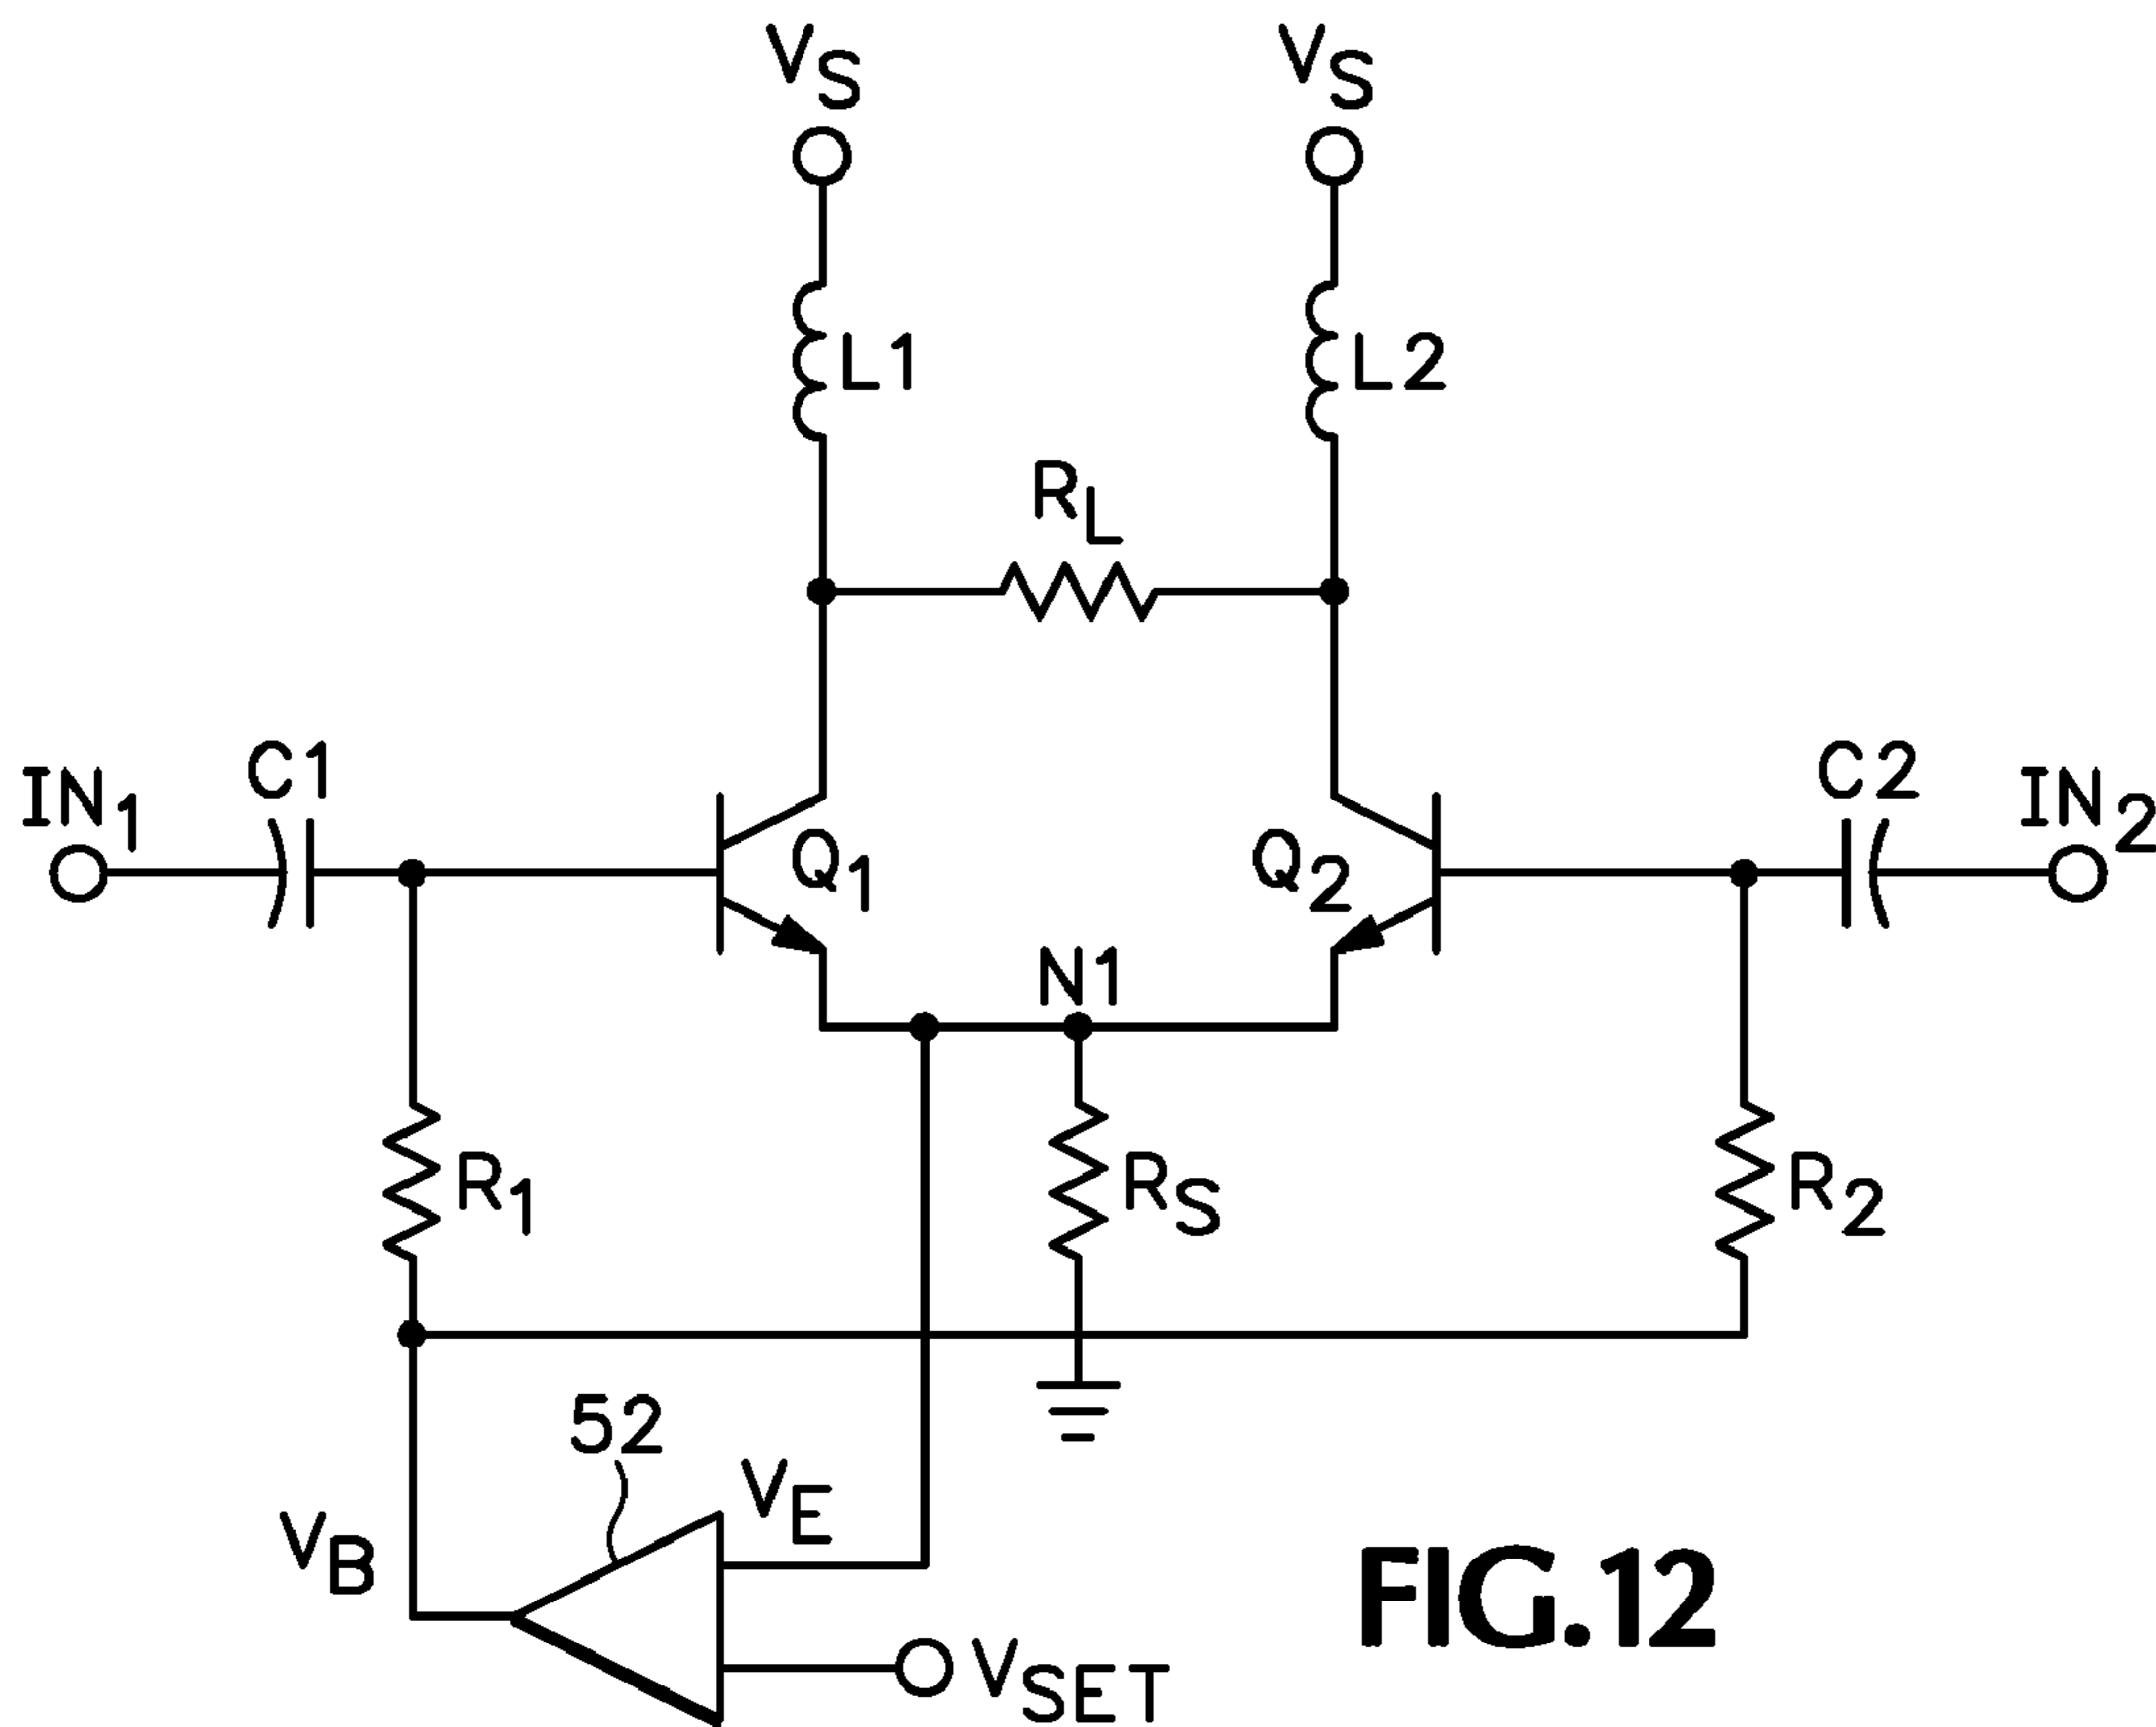 VS VS
L1 L2
RL
IN1 C1 C2 IN2
Q1 Q2
N1
R1 RS R2
52
VE
VB
VSET
FIG.12